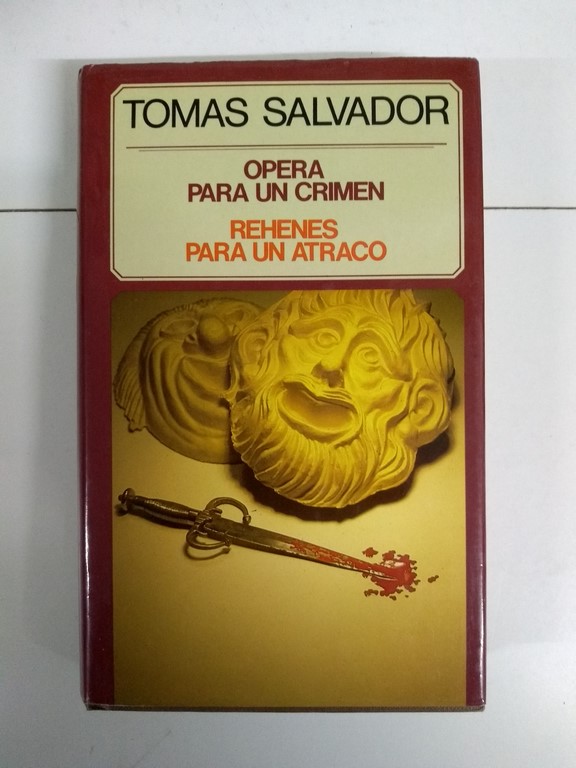 TOMAS SALVADOR
OPERA
PARA UN CRIMEN
REHENES
PARA UN ATRACO